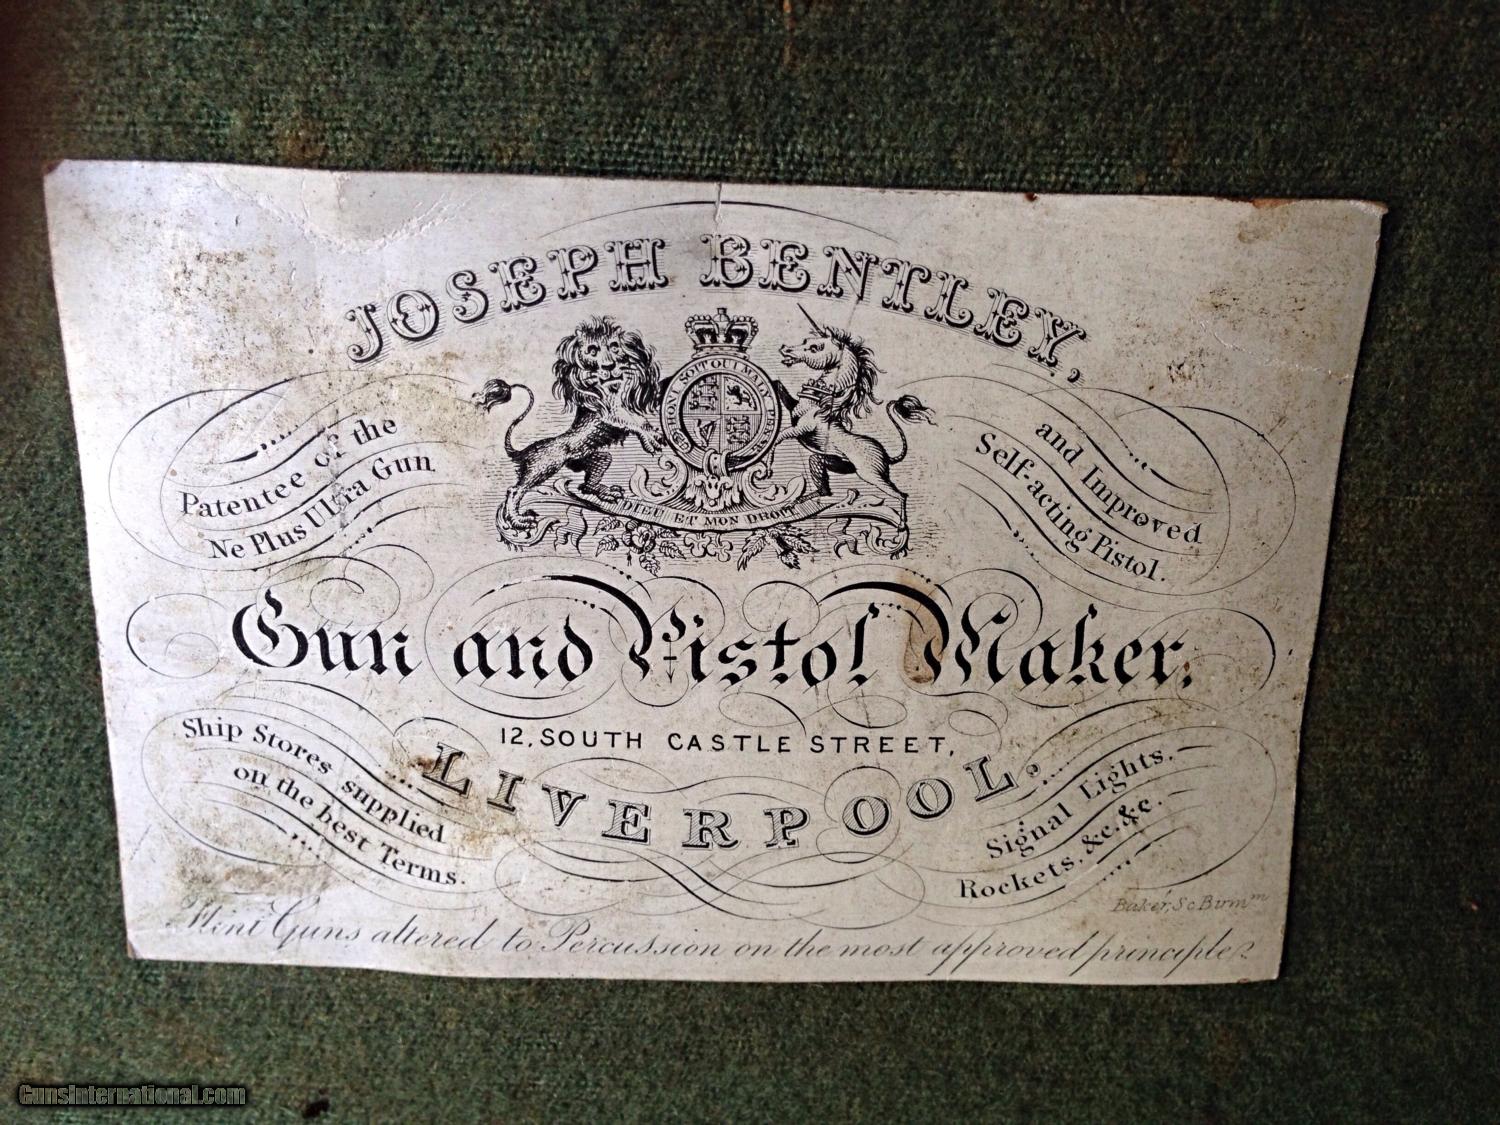 JOSEPH BENTLEY,
HONI SOIT QUI MAL Y PENSE
DIEU ET MON DROIT
Patentee of the
Ne Plus Ultra Gun
and Improved
Self-acting Pistol.
Gun and Pistol Maker,
12, SOUTH CASTLE STREET,
LIVERPOOL.
Ship Stores supplied
on the best Terms.
Signal Lights,
Rockets, &c. &c.
Baker, Sc Birmm
Flint Guns altered to Percussion on the most approved principle
GunsInternational.com